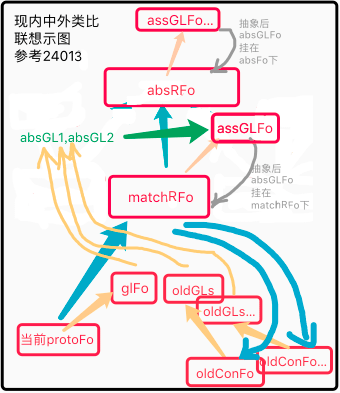 现内中外类比
联想示图
参考24013
assGLFo...
抽象后
absGLFo
挂在
absFo下
absRFo
absGL1,absGL2
assGLFo
抽象后
absGLFo
挂在
matchRFo下
matchRFo
glFo
oldGLs
oldGLs...
当前protoFo
oldConFo...
oldConFo